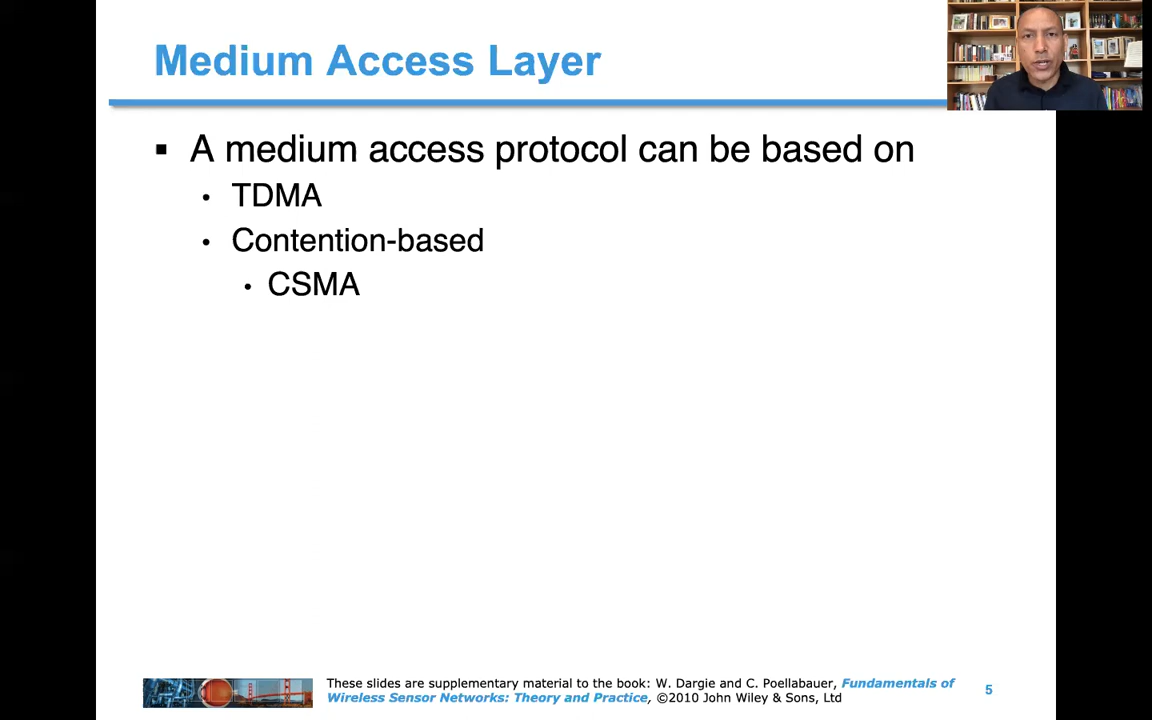 Medium Access Layer
▪ A medium access protocol can be based on
• TDMA
• Contention-based
• CSMA
These slides are supplementary material to the book: W. Dargie and C. Poellabauer, Fundamentals of
Wireless Sensor Networks: Theory and Practice, ©2010 John Wiley & Sons, Ltd
5